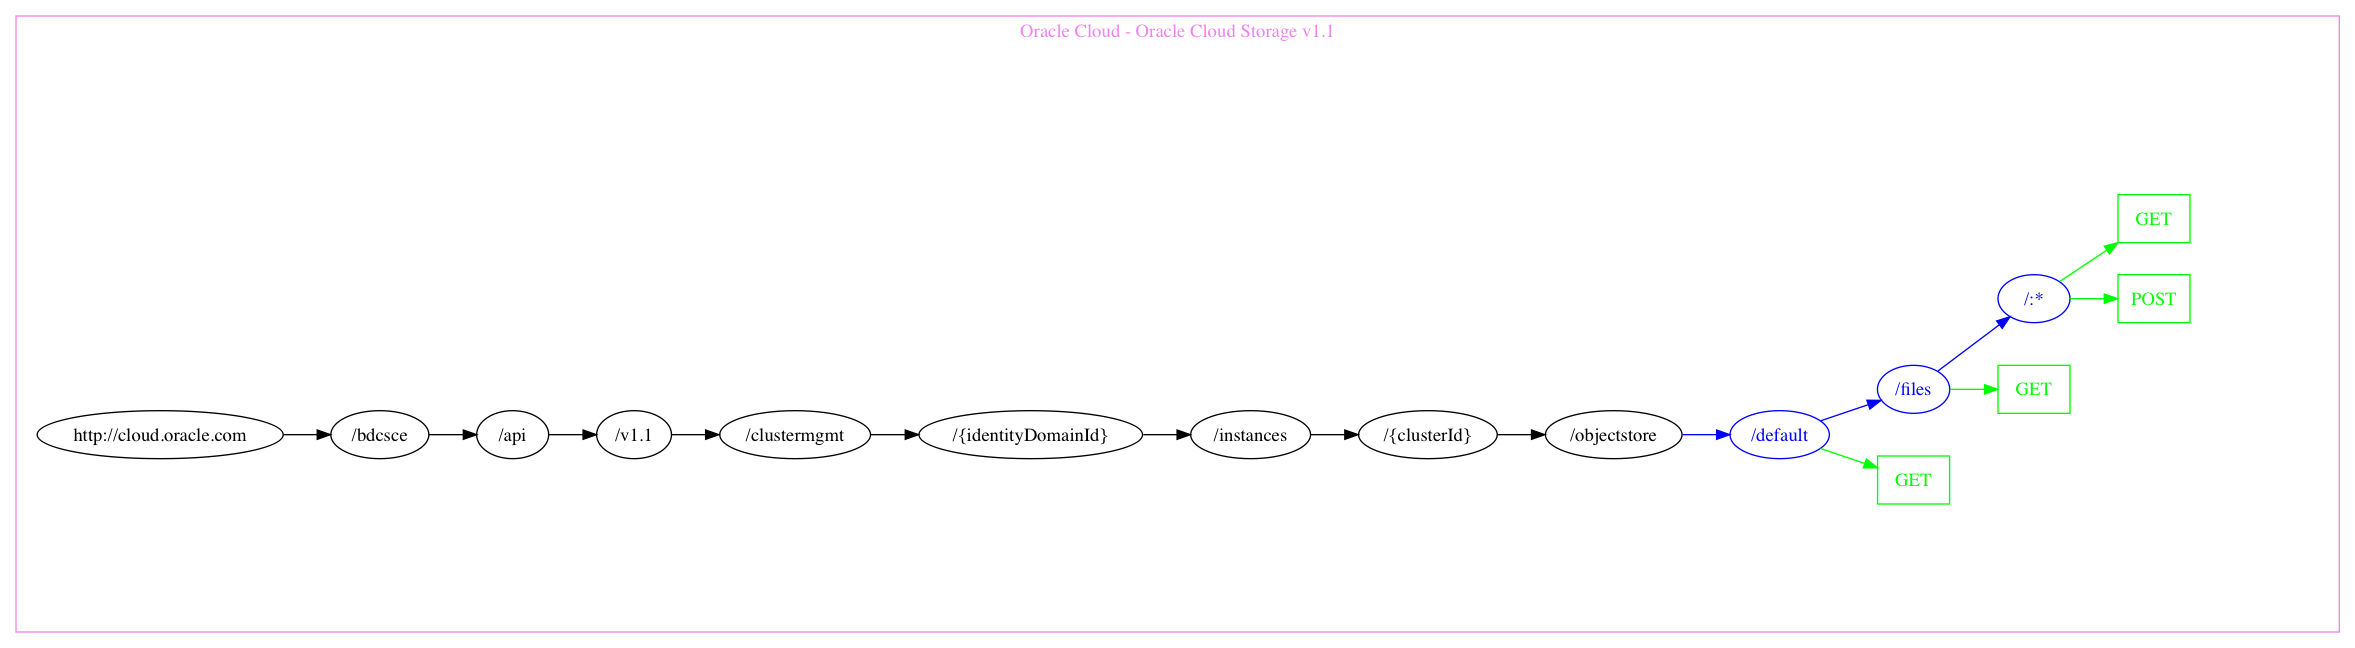 Oracle Cloud - Oracle Cloud Storage v1.1
http://cloud.oracle.com
/bdcsce
/api
/v1.1
/clustermgmt
/{identityDomainId}
/instances
/{clusterId}
/objectstore
/default
/files
/:*
GET
POST
GET
GET